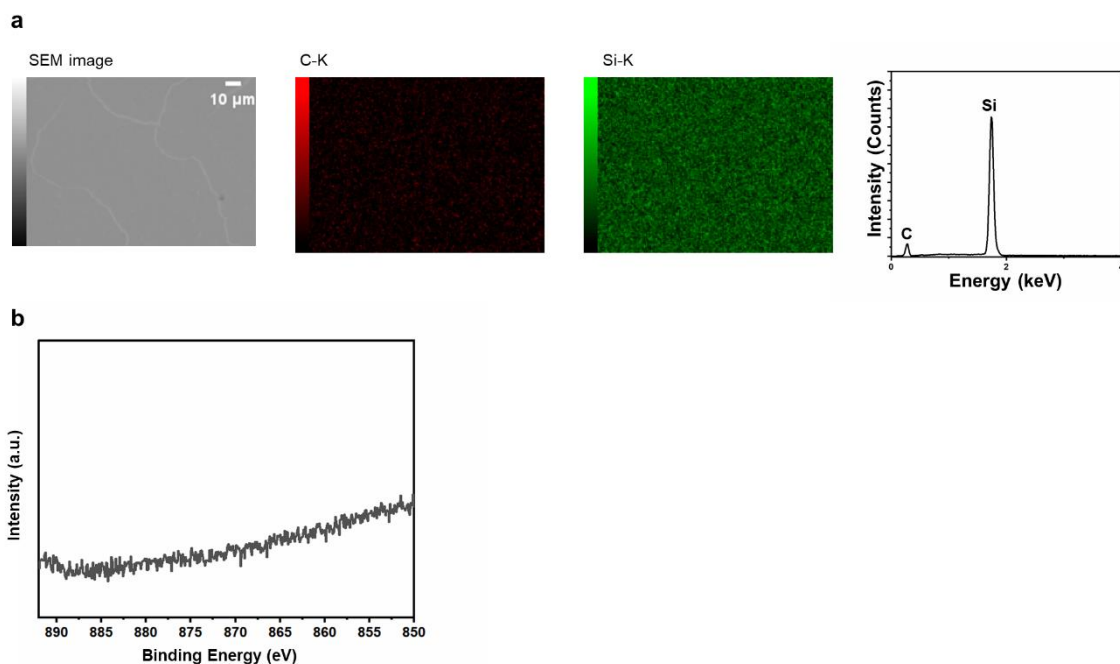 a
SEM image
C-K
Si-K
10 μm
Intensity (Counts)
Si
C
0
2
Energy (keV)
b
Intensity (a.u.)
890 885 880 875 870 865 860 855 850
Binding Energy (eV)